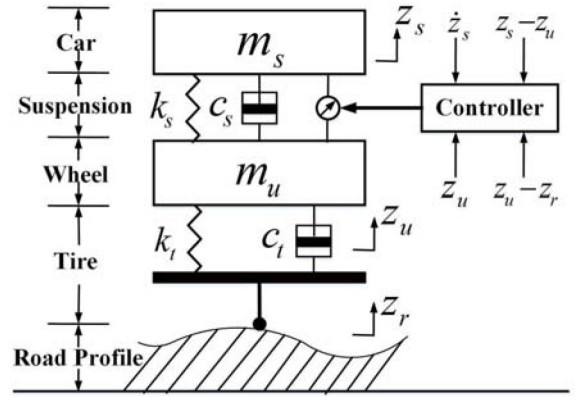 Car
Suspension
Wheel
Tire
Road Profile
m_s
z_s
k_s
c_s
m_u
k_t
c_t
z_u
z_r
ż_s
z_s−z_u
Controller
z_u
z_u−z_r